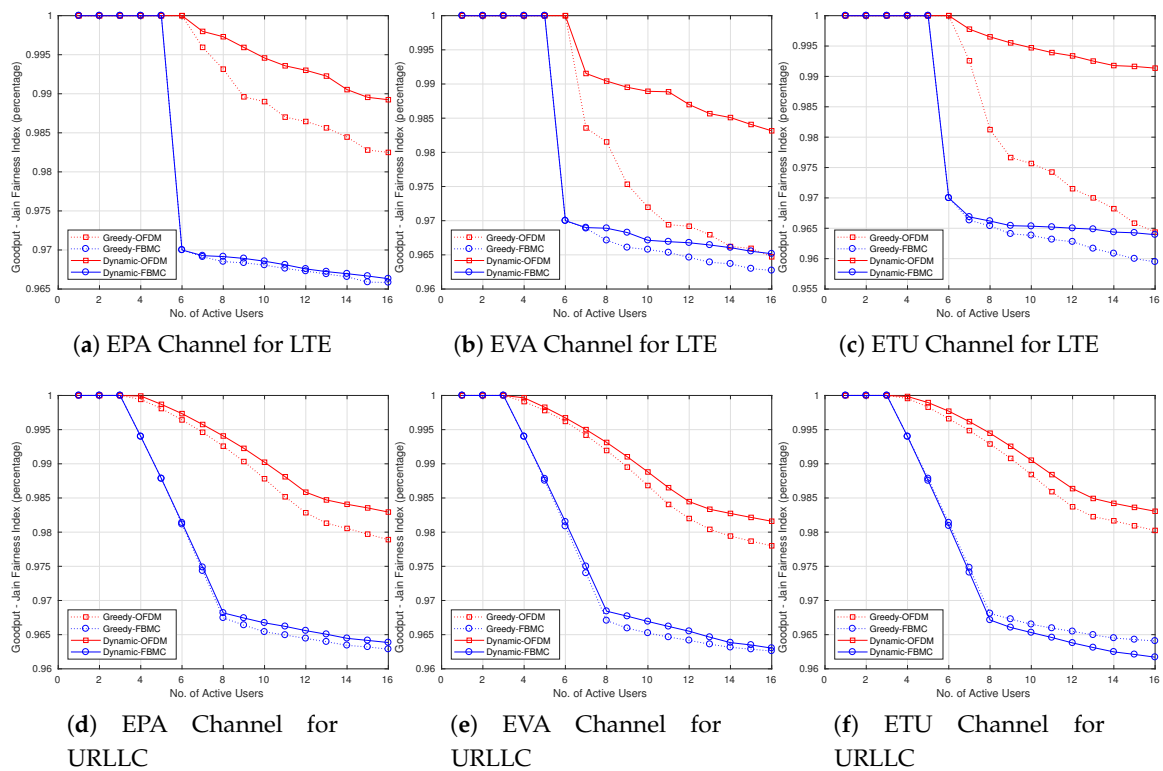 Goodput - Jain Fairness Index (percentage)
1
0.995
0.99
0.985
0.98
0.975
0.97
0.965
Greedy-OFDM
Greedy-FBMC
Dynamic-OFDM
Dynamic-FBMC
0 2 4 6 8 10 12 14 16
No. of Active Users
(a) EPA Channel for LTE
Goodput - Jain Fairness Index (percentage)
1
0.995
0.99
0.985
0.98
0.975
0.97
0.965
0.96
Greedy-OFDM
Greedy-FBMC
Dynamic-OFDM
Dynamic-FBMC
0 2 4 6 8 10 12 14 16
No. of Active Users
(b) EVA Channel for LTE
Goodput - Jain Fairness Index (percentage)
1
0.995
0.99
0.985
0.98
0.975
0.97
0.965
0.96
0.955
Greedy-OFDM
Greedy-FBMC
Dynamic-OFDM
Dynamic-FBMC
0 2 4 6 8 10 12 14 16
No. of Active Users
(c) ETU Channel for LTE
Goodput - Jain Fairness Index (percentage)
1
0.995
0.99
0.985
0.98
0.975
0.97
0.965
0.96
Greedy-OFDM
Greedy-FBMC
Dynamic-OFDM
Dynamic-FBMC
0 2 4 6 8 10 12 14 16
No. of Active Users
(d) EPA Channel for
URLLC
Goodput - Jain Fairness Index (percentage)
1
0.995
0.99
0.985
0.98
0.975
0.97
0.965
0.96
Greedy-OFDM
Greedy-FBMC
Dynamic-OFDM
Dynamic-FBMC
0 2 4 6 8 10 12 14 16
No. of Active Users
(e) EVA Channel for
URLLC
Goodput - Jain Fairness Index (percentage)
1
0.995
0.99
0.985
0.98
0.975
0.97
0.965
0.96
Greedy-OFDM
Greedy-FBMC
Dynamic-OFDM
Dynamic-FBMC
0 2 4 6 8 10 12 14 16
No. of Active Users
(f) ETU Channel for
URLLC